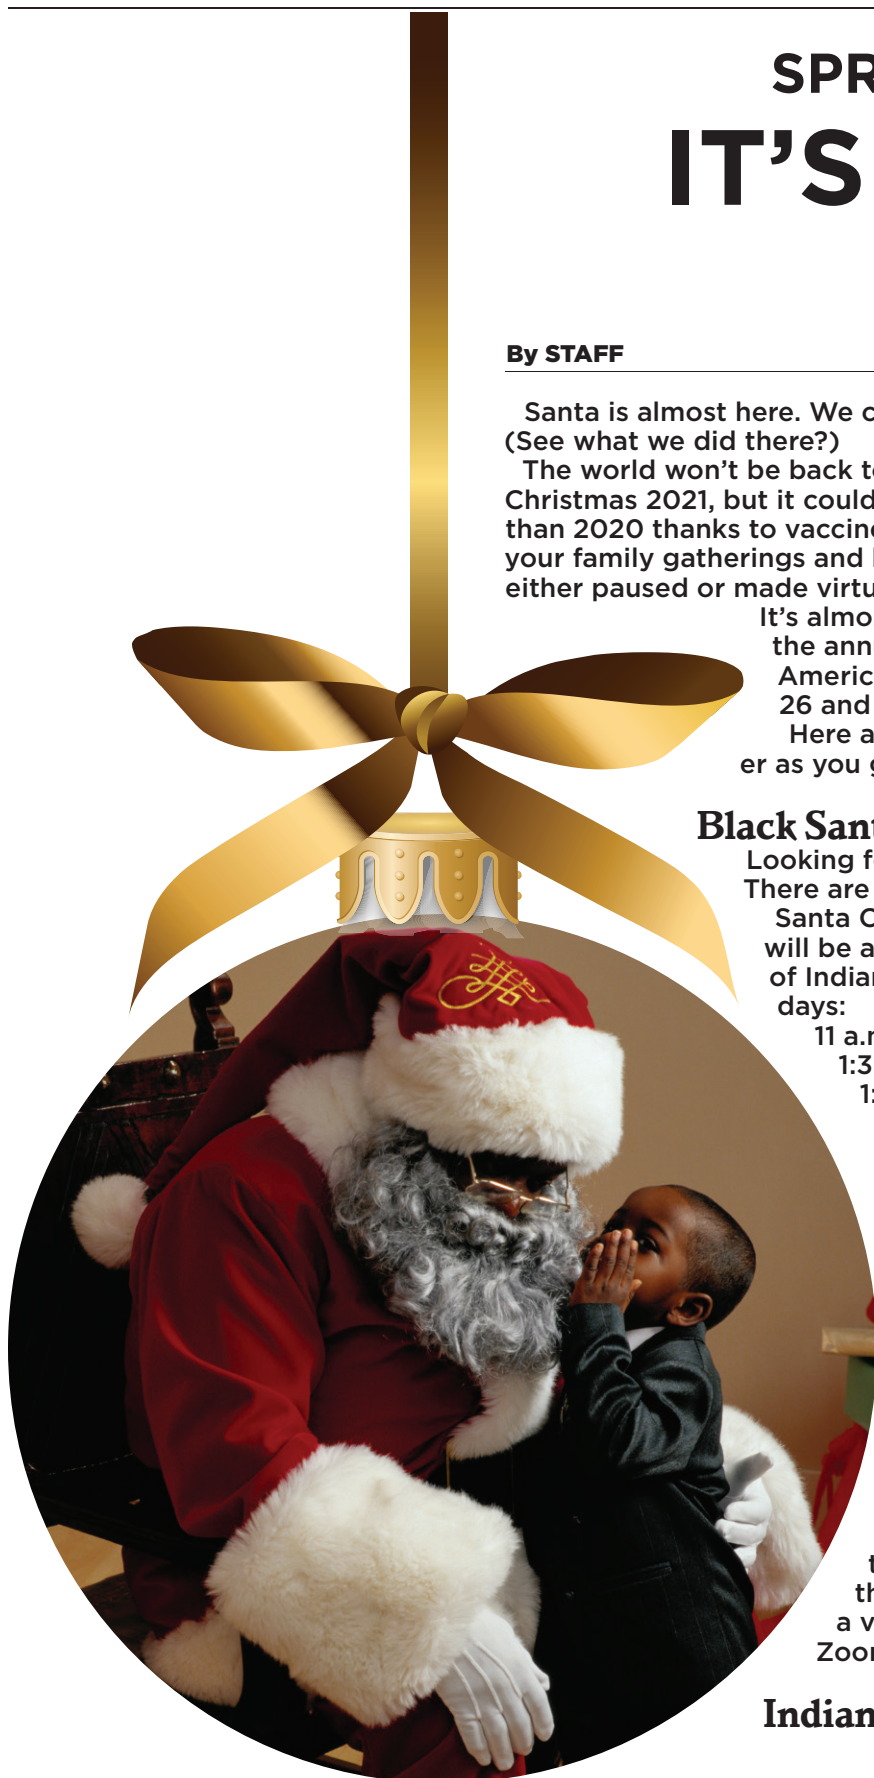 SPR
IT’S
By STAFF
Santa is almost here. We c
(See what we did there?)
The world won’t be back to
Christmas 2021, but it could
than 2020 thanks to vaccine
your family gatherings and
either paused or made virtu
It’s almo
the ann
Americ
26 and
Here a
er as you g
Black Sant
Looking f
There are
Santa C
will be a
of Indian
days:
11 a.m
1:3
1:
t
th
a v
Zoom
Indian